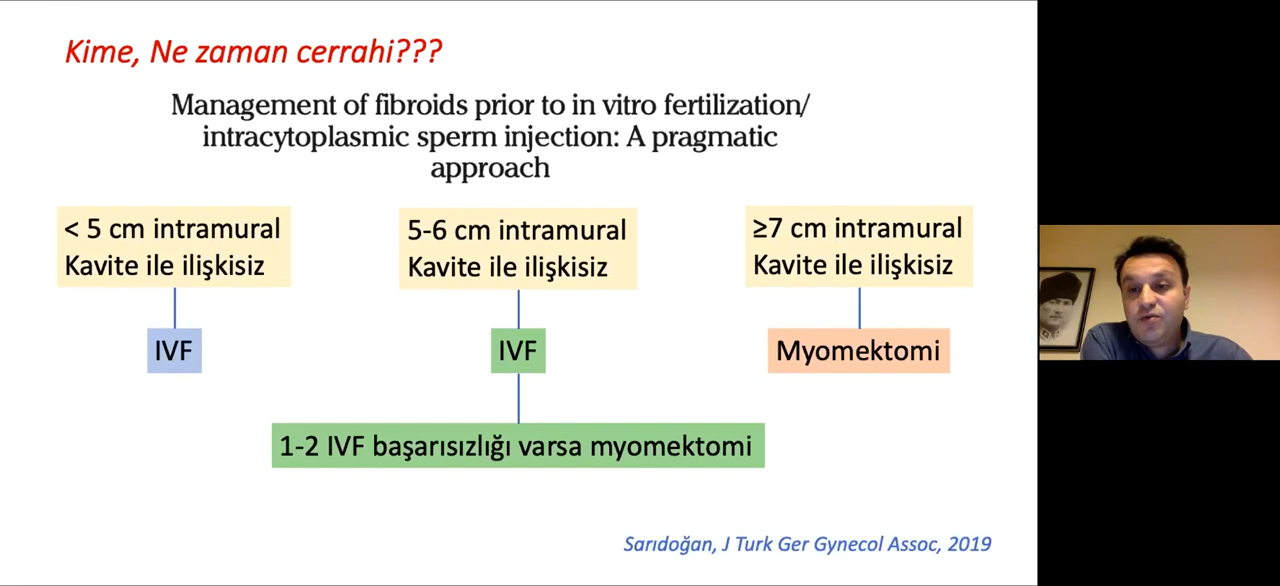 Kime, Ne zaman cerrahi???
Management of fibroids prior to in vitro fertilization/
intracytoplasmic sperm injection: A pragmatic
approach
< 5 cm intramural
Kavite ile ilişkisiz
5-6 cm intramural
Kavite ile ilişkisiz
≥7 cm intramural
Kavite ile ilişkisiz
IVF
IVF
Myomektomi
1-2 IVF başarısızlığı varsa myomektomi
Sarıdoğan, J Turk Ger Gynecol Assoc, 2019